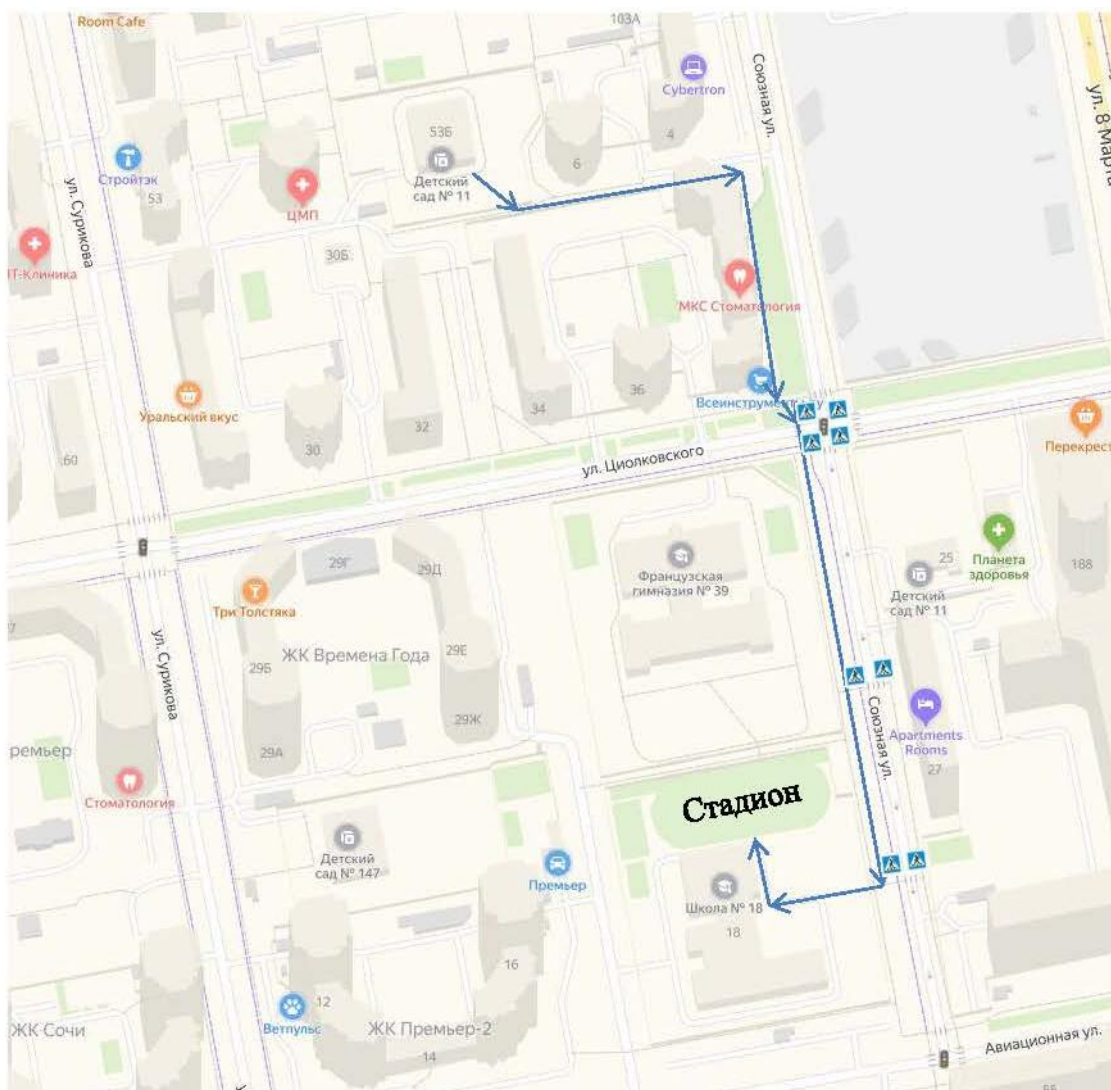 Room Cafe
103А
Союзная ул.
ул. 8 Марта
Cybertron
Стройтэк
53
ул. Сурикова
ЦМП
53Б
Детский
сад № 11
6
4
IT-Клиника
30Б
МКС Стоматология
Уральский вкус
30
32
34
36
Всеинструмент
60
ул. Циолковского
Перекрест
29Г
29Д
Три Толстяка
Французская
гимназия № 39
25
Детский
сад № 11
Планета
здоровья
188
ул. Сурикова
29Б
ЖК Времена Года
29Е
29Ж
29А
ремьер
Стоматология
Союзная ул.
Apartments
Rooms
27
Стадион
Детский
сад № 147
Премьер
Школа № 18
18
16
12
Ветпульс
ЖК Премьер-2
14
ЖК Сочи
Авиационная ул.